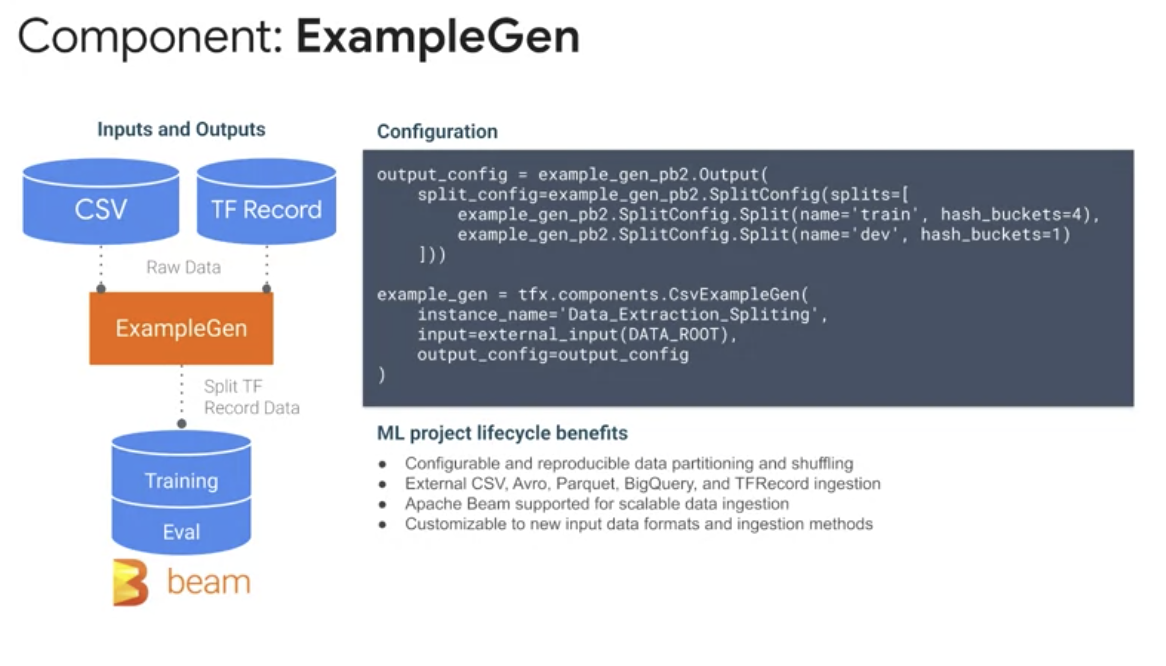 Component: ExampleGen
Inputs and Outputs
CSV
TF Record
Raw Data
ExampleGen
Split TF
Record Data
Training
Eval
beam
Configuration
output_config = example_gen_pb2.Output(
    split_config=example_gen_pb2.SplitConfig(splits=[
        example_gen_pb2.SplitConfig.Split(name='train', hash_buckets=4),
        example_gen_pb2.SplitConfig.Split(name='dev', hash_buckets=1)
    ]))
example_gen = tfx.components.CsvExampleGen(
    instance_name='Data_Extraction_Spliting',
    input=external_input(DATA_ROOT),
    output_config=output_config
)
ML project lifecycle benefits
● Configurable and reproducible data partitioning and shuffling
● External CSV, Avro, Parquet, BigQuery, and TFRecord ingestion
● Apache Beam supported for scalable data ingestion
● Customizable to new input data formats and ingestion methods